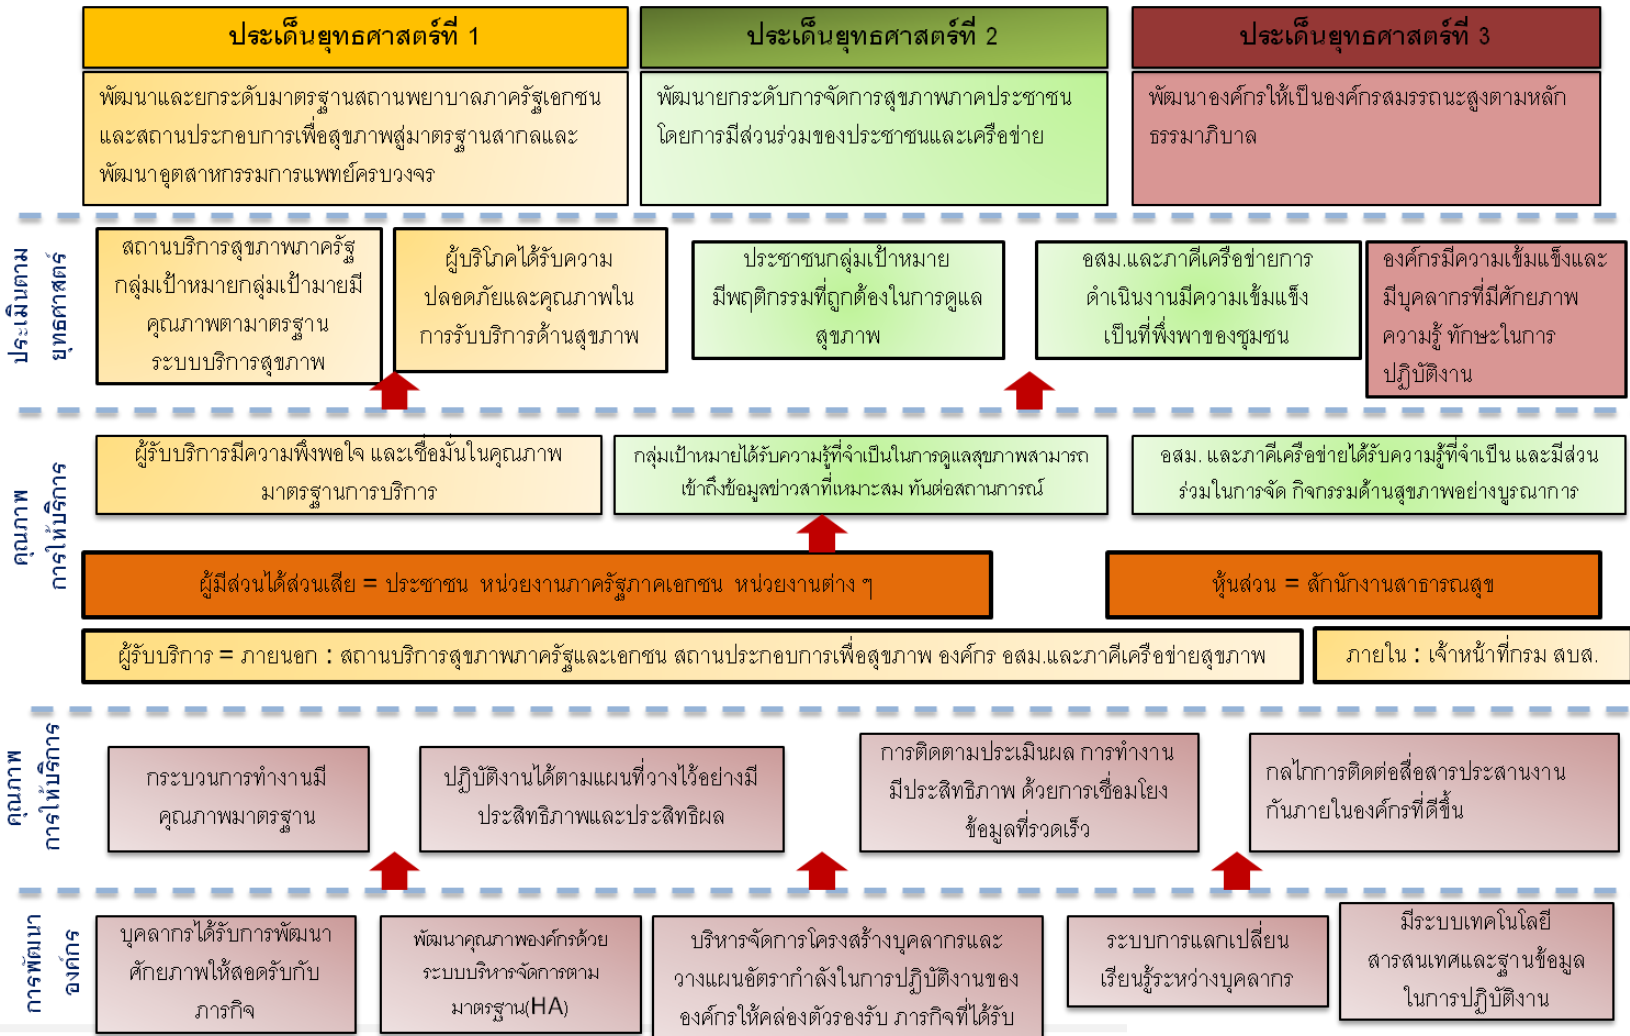 ประเด็นยุทธศาสตร์ที่ 1
ประเด็นยุทธศาสตร์ที่ 2
ประเด็นยุทธศาสตร์ที่ 3
พัฒนาและยกระดับมาตรฐานสถานพยาบาลภาครัฐเอกชน
และสถานประกอบการเพื่อสุขภาพสู่มาตรฐานสากลและ
พัฒนาอุตสาหกรรมการแพทย์ครบวงจร
พัฒนายกระดับการจัดการสุขภาพภาคประชาชน
โดยการมีส่วนร่วมของประชาชนและเครือข่าย
พัฒนาองค์กรให้เป็นองค์กรสมรรถนะสูงตามหลัก
ธรรมาภิบาล
ประเมินตาม
ยุทธศาสตร์
สถานบริการสุขภาพภาครัฐ
กลุ่มเป้าหมายกลุ่มเป้ามายมี
คุณภาพตามาตรฐาน
ระบบบริการสุขภาพ
ผู้บริโภคได้รับความ
ปลอดภัยและคุณภาพใน
การรับบริการด้านสุขภาพ
ประชาชนกลุ่มเป้าหมาย
มีพฤติกรรมที่ถูกต้องในการดูแล
สุขภาพ
อสม.และภาคีเครือข่ายการ
ดำเนินงานมีความเข้มแข็ง
เป็นที่พึ่งพาของชุมชน
องค์กรมีความเข้มแข็งและ
มีบุคลากรที่มีศักยภาพ
ความรู้ ทักษะในการ
ปฏิบัติงาน
คุณภาพ
การให้บริการ
ผู้รับบริการมีความพึงพอใจ และเชื่อมั่นในคุณภาพ
มาตรฐานการบริการ
กลุ่มเป้าหมายได้รับความรู้ที่จำเป็นในการดูแลสุขภาพสามารถ
เข้าถึงข้อมูลข่าวสาที่เหมาะสม ทันต่อสถานการณ์
อสม. และภาคีเครือข่ายได้รับความรู้ที่จำเป็น และมีส่วน
ร่วมในการจัด กิจกรรมด้านสุขภาพอย่างบูรณาการ
ผู้มีส่วนได้ส่วนเสีย = ประชาชน หน่วยงานภาครัฐภาคเอกชน หน่วยงานต่าง ๆ
หุ้นส่วน = สักนักงานสาธารณสุข
ผู้รับบริการ = ภายนอก : สถานบริการสุขภาพภาครัฐและเอกชน สถานประกอบการเพื่อสุขภาพ องค์กร อสม.และภาคีเครือข่ายสุขภาพ
ภายใน : เจ้าหน้าที่กรม สบส.
คุณภาพ
การให้บริการ
กระบวนการทำงานมี
คุณภาพมาตรฐาน
ปฏิบัติงานได้ตามแผนที่วางไว้อย่างมี
ประสิทธิภาพและประสิทธิผล
การติดตามประเมินผล การทำงาน
มีประสิทธิภาพ ด้วยการเชื่อมโยง
ข้อมูลที่รวดเร็ว
กลไกการติดต่อสื่อสารประสานงาน
กันภายในองค์กรที่ดีขึ้น
การพัฒนา
องค์กร
บุคลากรได้รับการพัฒนา
ศักยภาพให้สอดรับกับ
ภารกิจ
พัฒนาคุณภาพองค์กรด้วย
ระบบบริหารจัดการตาม
มาตรฐาน(HA)
บริหารจัดการโครงสร้างบุคลากรและ
วางแผนอัตรากำลังในการปฏิบัติงานของ
องค์กรให้คล่องตัวรองรับ ภารกิจที่ได้รับ
ระบบการแลกเปลี่ยน
เรียนรู้ระหว่างบุคลากร
มีระบบเทคโนโลยี
สารสนเทศและฐานข้อมูล
ในการปฏิบัติงาน